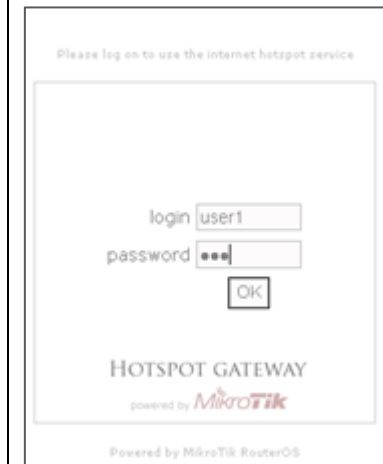 Please log on to use the internet hotspot service
login user1
password •••
OK
HOTSPOT GATEWAY
powered by MikroTik
Powered by MikroTik RouterOS